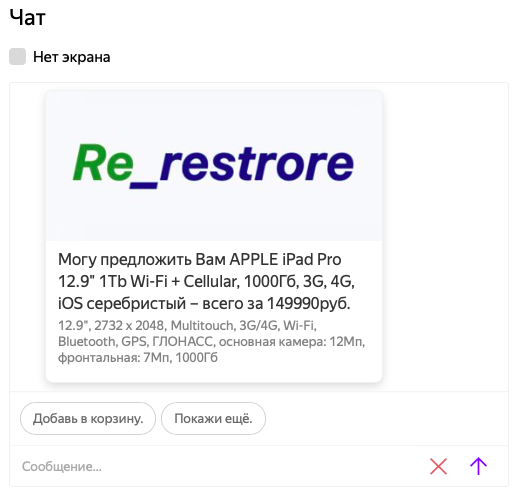 Чат
Нет экрана
Re_restrore
Могу предложить Вам APPLE iPad Pro
12.9" 1Tb Wi-Fi + Cellular, 1000Гб, 3G, 4G,
iOS серебристый – всего за 149990руб.
12.9", 2732 x 2048, Multitouch, 3G/4G, Wi-Fi,
Bluetooth, GPS, ГЛОНАСС, основная камера: 12Мп,
фронтальная: 7Мп, 1000Гб
Добавь в корзину. Покажи ещё.
Сообщение...